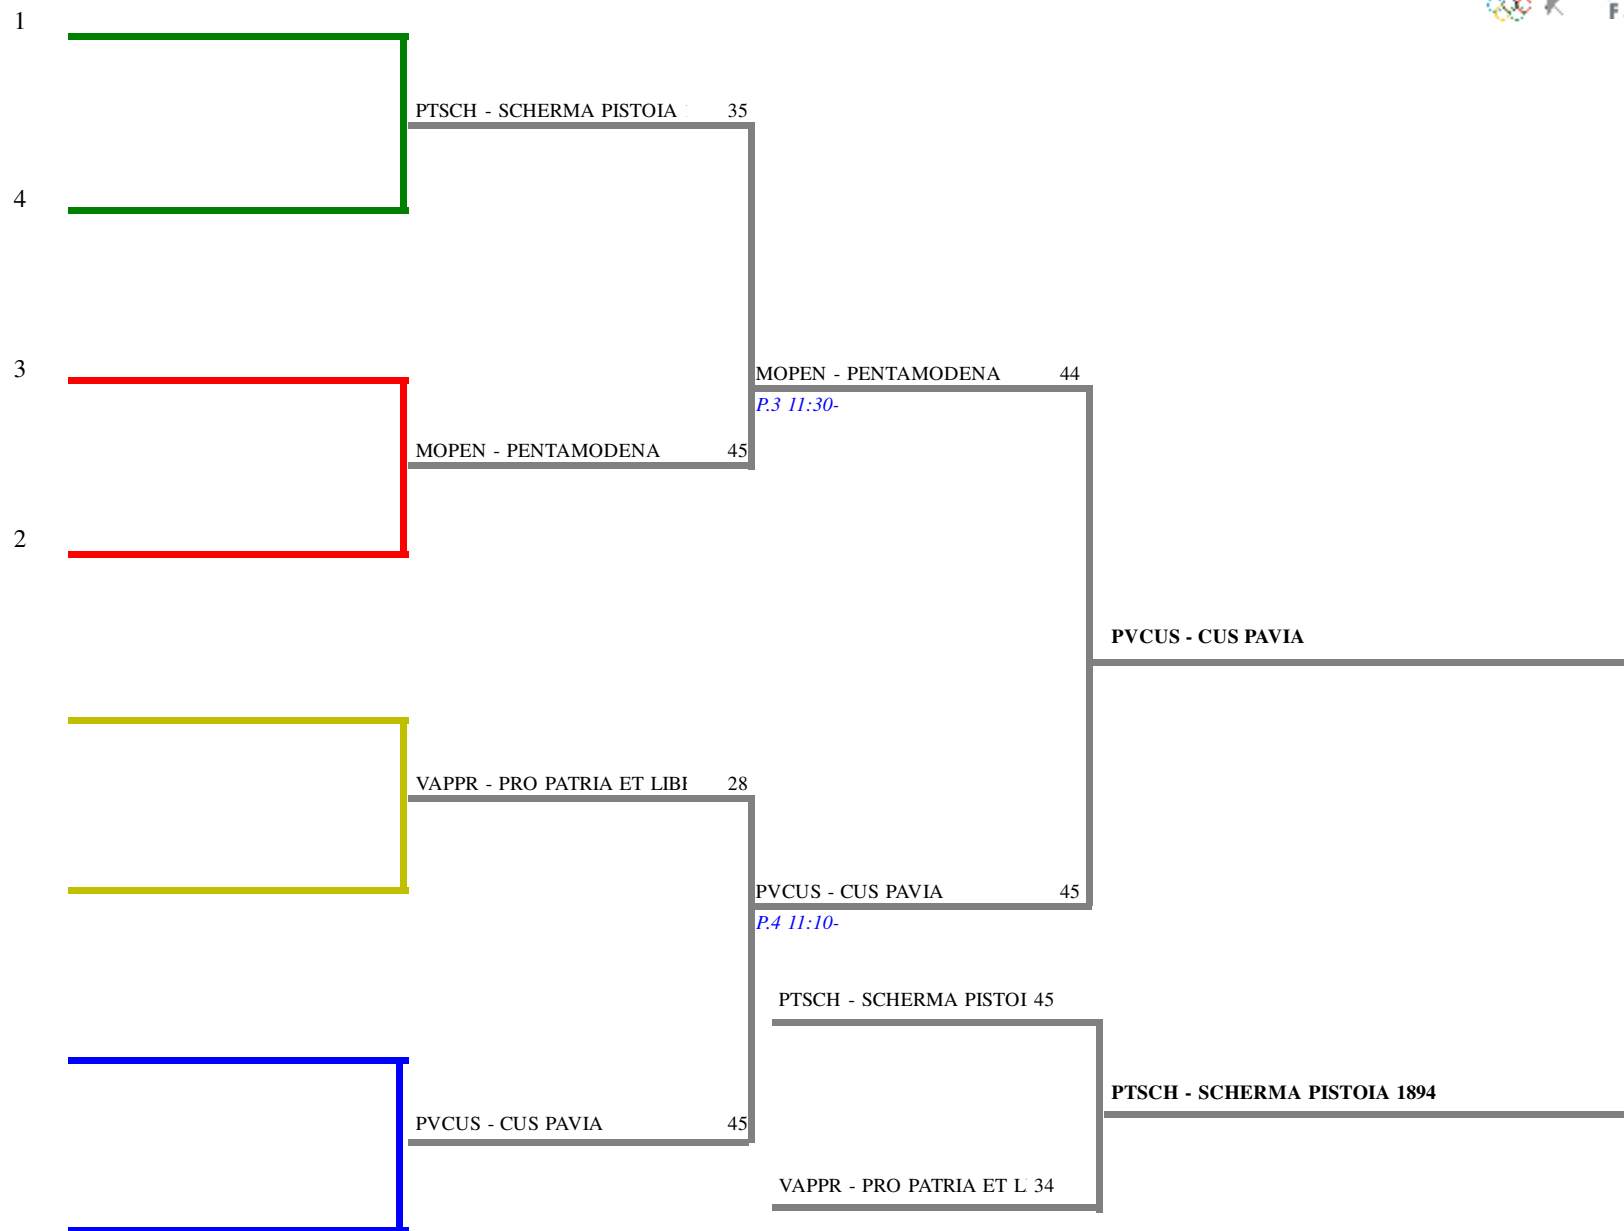 1
PTSCH - SCHERMA PISTOIA 35
4
3
MOPEN - PENTAMODENA 44
P.3 11:30-
MOPEN - PENTAMODENA 45
2
PVCUS - CUS PAVIA
VAPPR - PRO PATRIA ET LIBI 28
PVCUS - CUS PAVIA 45
P.4 11:10-
PTSCH - SCHERMA PISTOI 45
PTSCH - SCHERMA PISTOIA 1894
PVCUS - CUS PAVIA 45
VAPPR - PRO PATRIA ET L 34
F